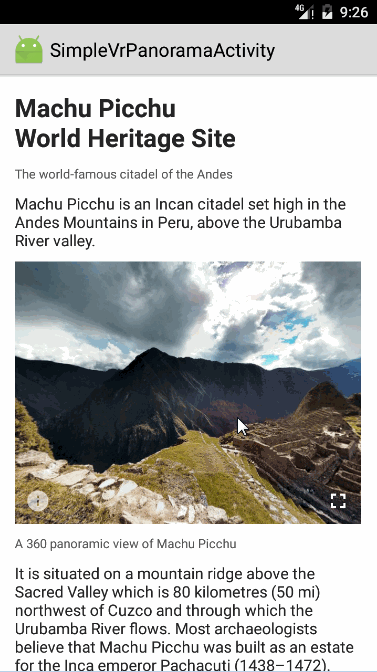 4G 9:26
SimpleVrPanoramaActivity
Machu Picchu
World Heritage Site
The world-famous citadel of the Andes
Machu Picchu is an Incan citadel set high in the
Andes Mountains in Peru, above the Urubamba
River valley.
A 360 panoramic view of Machu Picchu
It is situated on a mountain ridge above the
Sacred Valley which is 80 kilometres (50 mi)
northwest of Cuzco and through which the
Urubamba River flows. Most archaeologists
believe that Machu Picchu was built as an estate
for the Inca emperor Pachacuti (1438–1472).